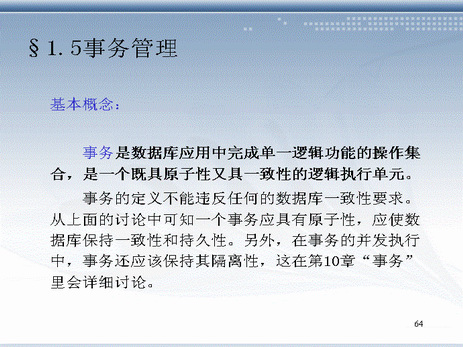 §1.5事务管理
基本概念：
事务是数据库应用中完成单一逻辑功能的操作集
合，是一个既具原子性又具一致性的逻辑执行单元。
事务的定义不能违反任何的数据库一致性要求。
从上面的讨论中可知一个事务应具有原子性，应使数
据库保持一致性和持久性。另外，在事务的并发执行
中，事务还应该保持其隔离性，这在第10章“事务”
里会详细讨论。
64